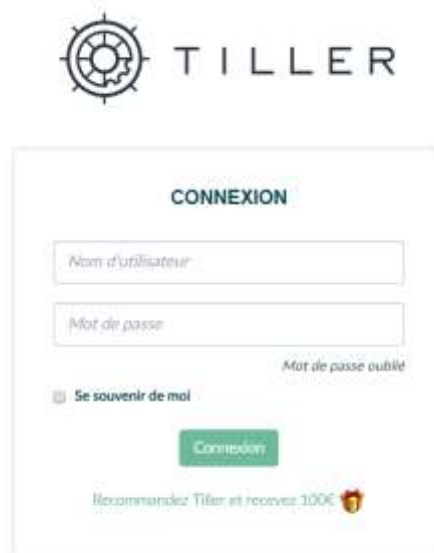 TILLER
CONNEXION
Nom d'utilisateur
Mot de passe
Mot de passe oublié
Se souvenir de moi
Connexion
Recommandez Tiller et recevez 100€